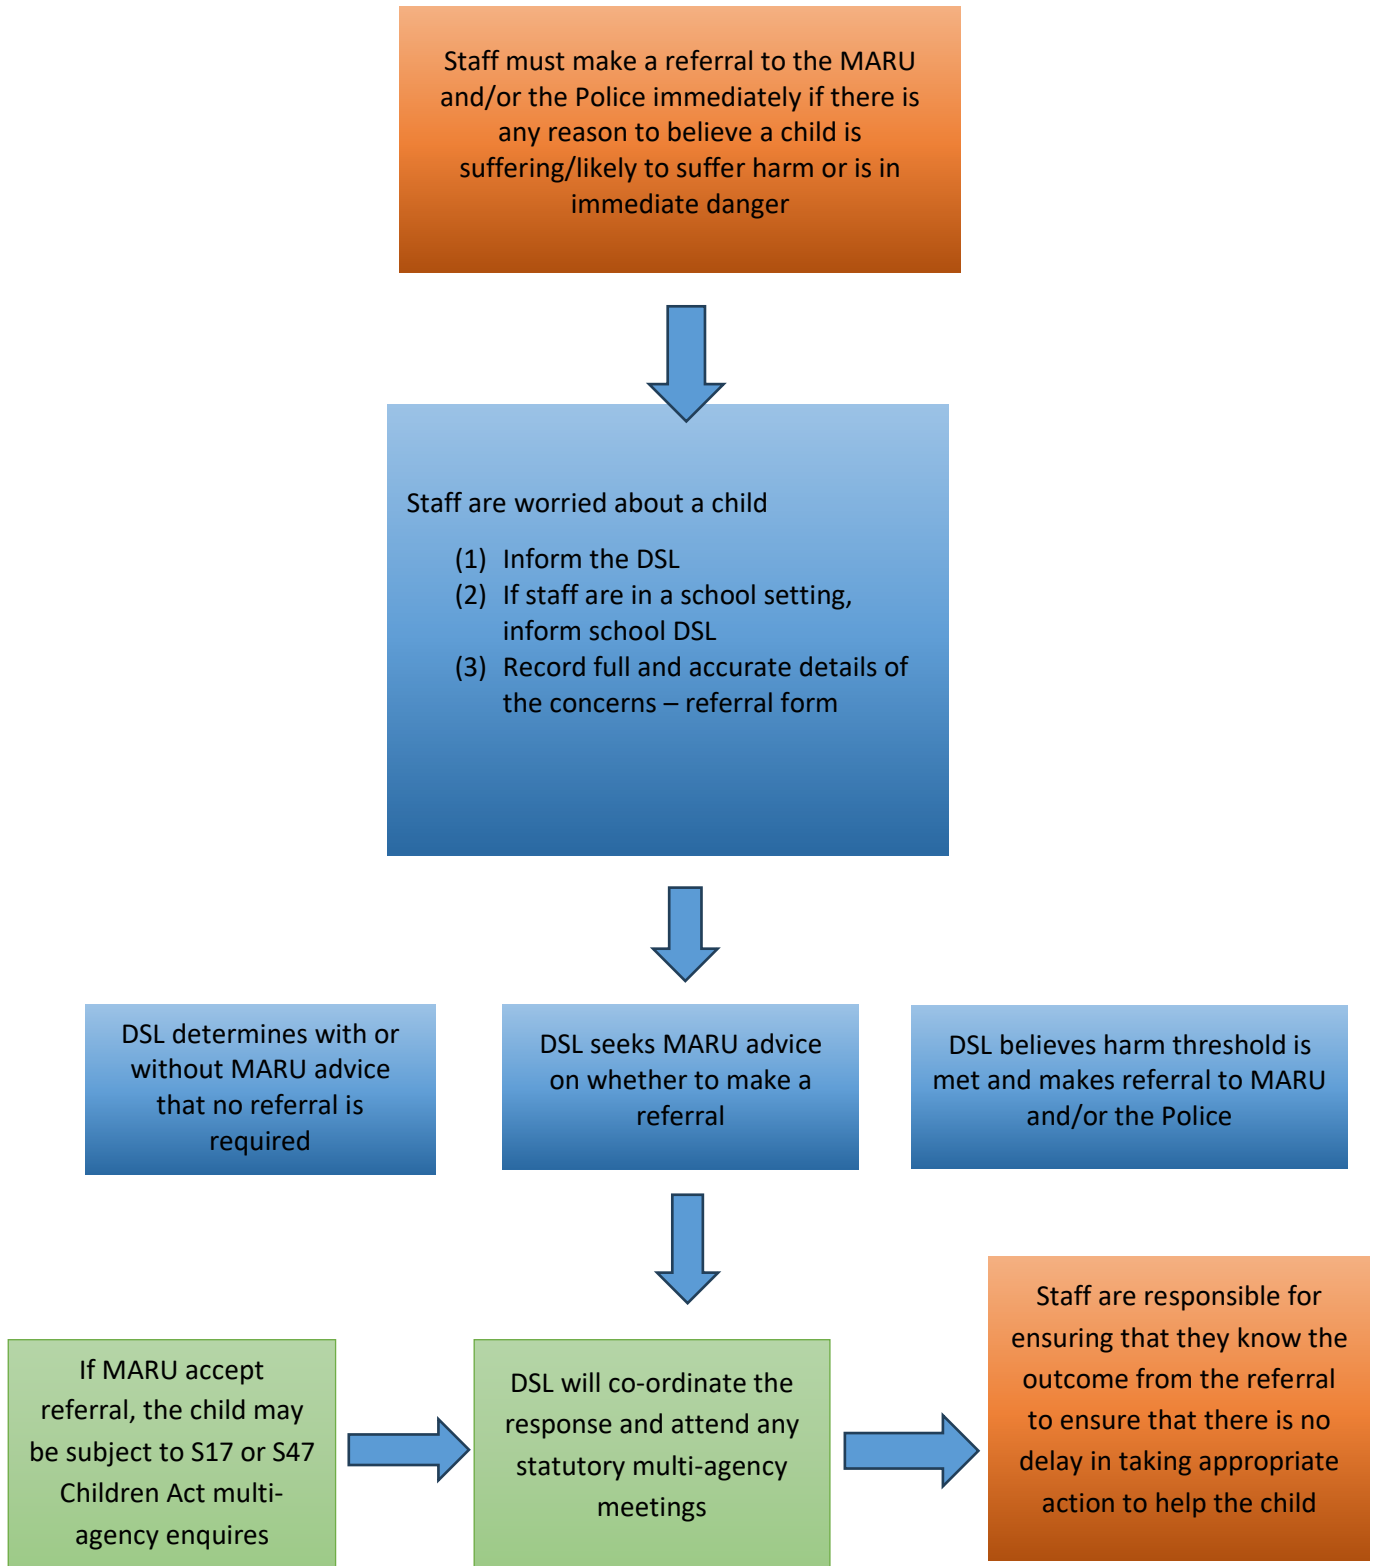 Staff must make a referral to the MARU
and/or the Police immediately if there is
any reason to believe a child is
suffering/likely to suffer harm or is in
immediate danger
Staff are worried about a child
(1) Inform the DSL
(2) If staff are in a school setting,
inform school DSL
(3) Record full and accurate details of
the concerns – referral form
DSL determines with or
without MARU advice
that no referral is
required
DSL seeks MARU advice
on whether to make a
referral
DSL believes harm threshold is
met and makes referral to MARU
and/or the Police
If MARU accept
referral, the child may
be subject to S17 or S47
Children Act multi-
agency enquires
DSL will co-ordinate the
response and attend any
statutory multi-agency
meetings
Staff are responsible for
ensuring that they know the
outcome from the referral
to ensure that there is no
delay in taking appropriate
action to help the child